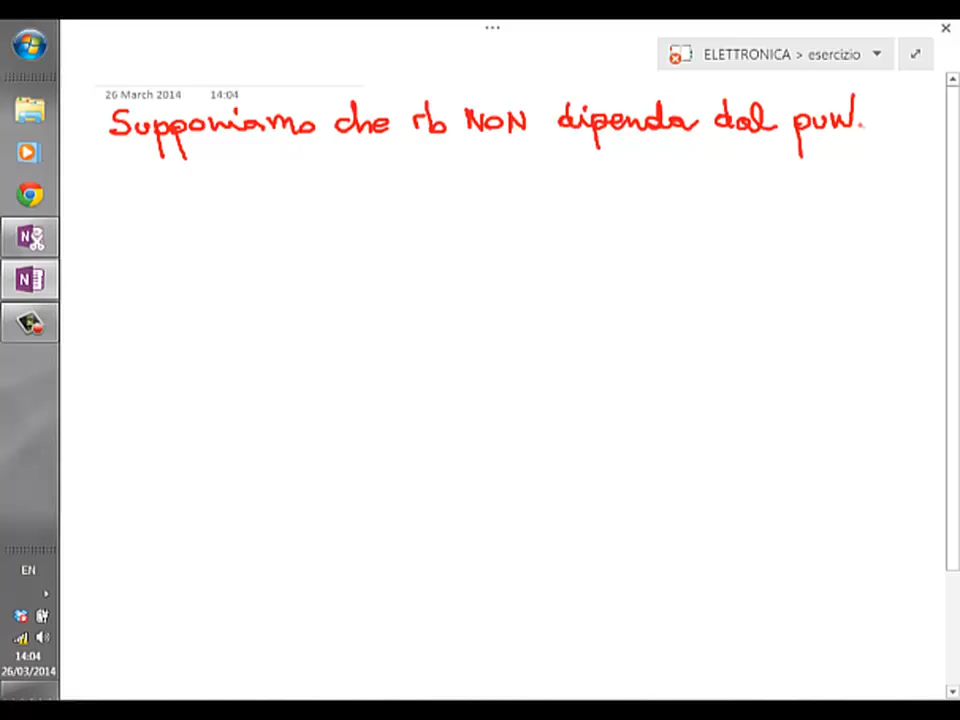 ELETTRONICA > esercizio
26 March 2014 14:04
Supponiamo che rb NON dipenda dal
EN
14:04
26/03/2014